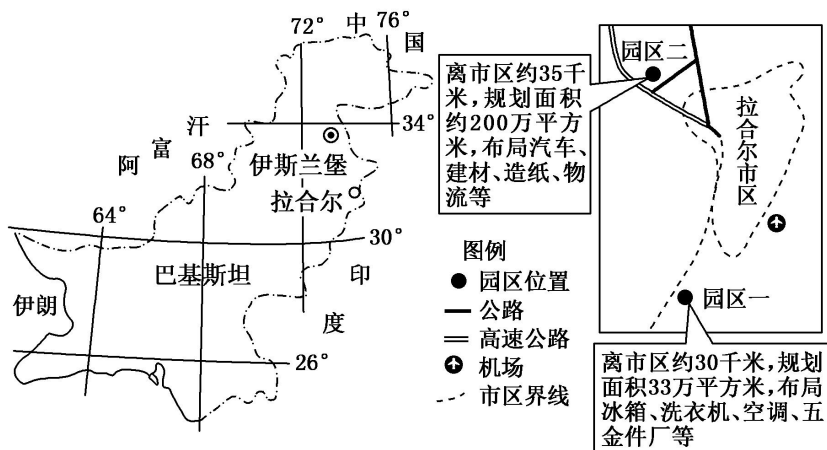 72°
中
76°
国
34°
阿
富
汗
68°
伊斯兰堡
拉合尔
64°
30°
巴基斯坦
伊朗
印
度
26°
离市区约35千
米，规划面积
约200万平方
米，布局汽车、
建材、造纸、物
流等
园区二
拉合尔市区
园区一
图例
园区位置
公路
高速公路
机场
市区界线
离市区约30千米，规划
面积33万平方米，布局
冰箱、洗衣机、空调、五
金件厂等